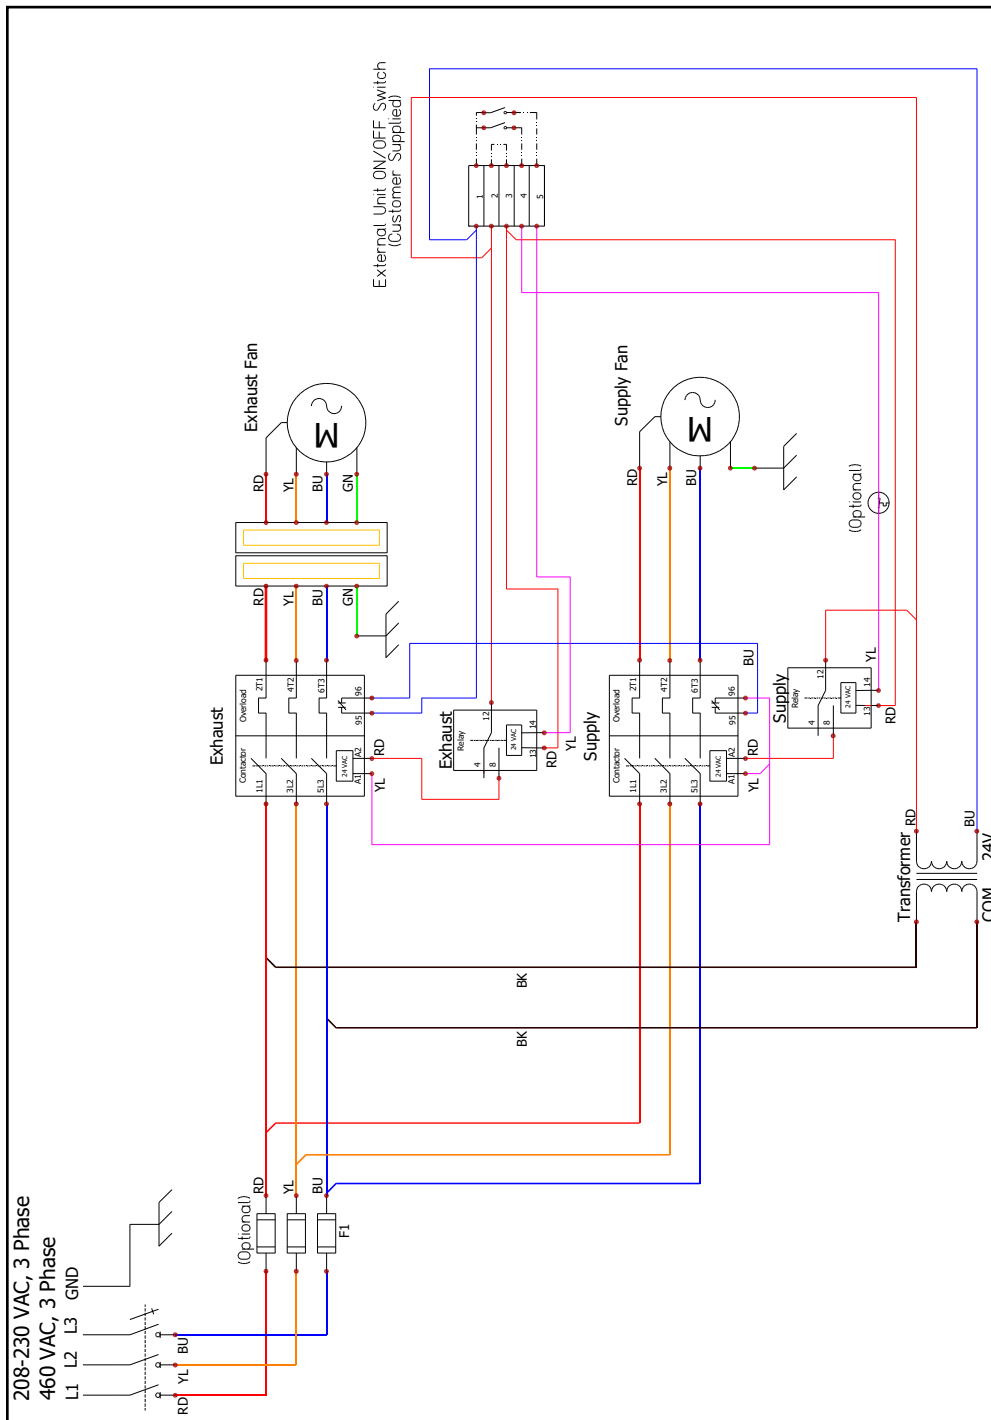 208-230 VAC, 3 Phase
460 VAC, 3 Phase
L1
L2
L3
GND
RD
YL
BU
(Optional)
F1
RD
YL
BU
BK
BK
Exhaust
Contactor
Overload
1L1
3L2
5L3
2T1
4T2
6T3
24 VAC
A1
A2
95
96
YL
RD
RD
YL
BU
GN
RD
YL
BU
GN
Exhaust Fan
M
External Unit ON/OFF Switch
(Customer Supplied)
1
2
3
4
5
Exhaust
Relay
4
8
12
24 VAC
13
14
RD
YL
Supply
Contactor
Overload
1L1
3L2
5L3
2T1
4T2
6T3
24 VAC
A1
A2
95
96
YL
RD
BU
RD
YL
BU
Supply Fan
M
Supply
Relay
4
8
12
24 VAC
13
14
RD
YL
(Optional)
Transformer
RD
BU
24V
COM